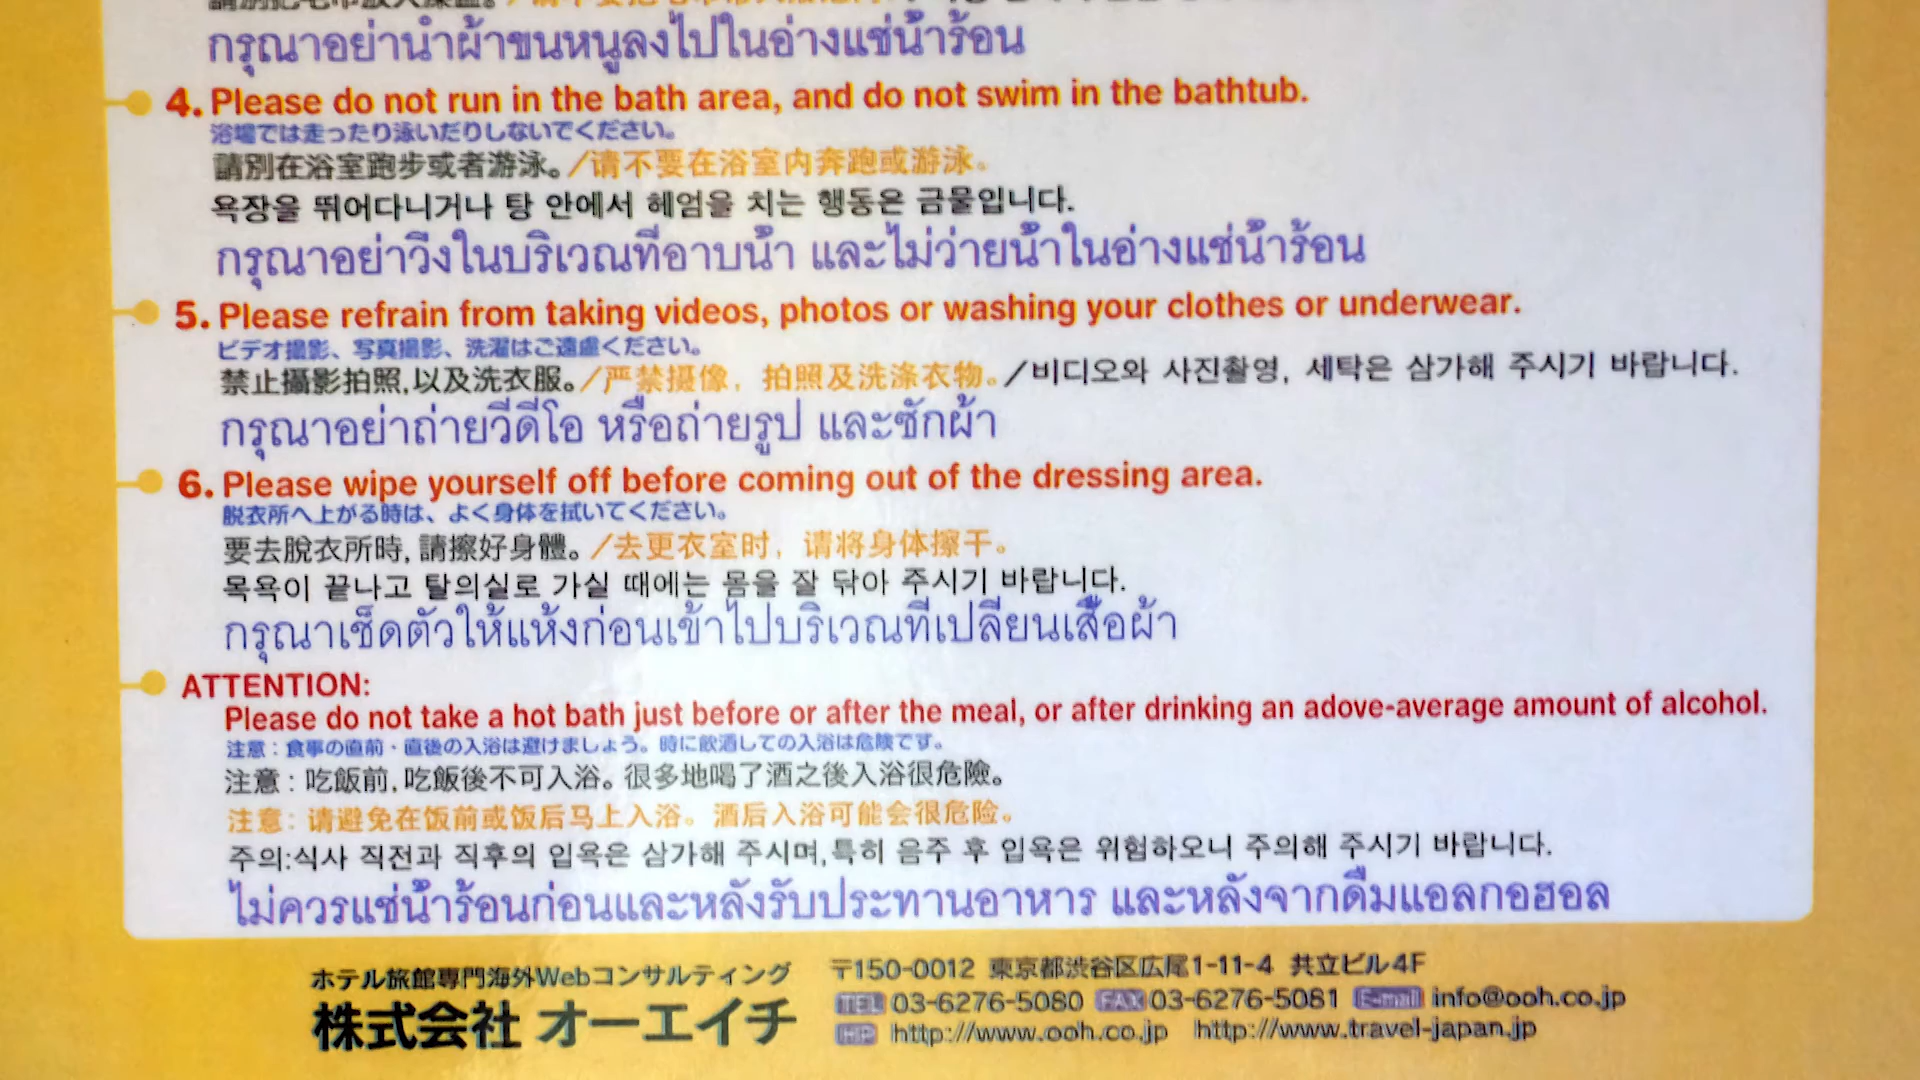 กรุณาอย่านำผ้าขนหนูลงไปในอ่างแช่น้ำร้อน
4. Please do not run in the bath area, and do not swim in the bathtub.
浴場では走ったり泳いだりしないでください。
請別在浴室跑步或者游泳。/请不要在浴室内奔跑或游泳。
욕장을 뛰어다니거나 탕 안에서 헤엄을 치는 행동은 금물입니다.
กรุณาอย่าวิ่งในบริเวณที่อาบน้ำ และไม่ว่ายน้ำในอ่างแช่น้ำร้อน
5. Please refrain from taking videos, photos or washing your clothes or underwear.
ビデオ撮影、写真撮影、洗濯はご遠慮ください。
禁止攝影拍照,以及洗衣服。/严禁摄像，拍照及洗涤衣物。/비디오와 사진촬영, 세탁은 삼가해 주시기 바랍니다.
กรุณาอย่าถ่ายวีดีโอ หรือถ่ายรูป และซักผ้า
6. Please wipe yourself off before coming out of the dressing area.
脱衣所へ上がる時は、よく身体を拭いてください。
要去脫衣所時,請擦好身體。/去更衣室时，请将身体擦干。
목욕이 끝나고 탈의실로 가실 때에는 몸을 잘 닦아 주시기 바랍니다.
กรุณาเช็ดตัวให้แห้งก่อนเข้าไปบริเวณที่เปลี่ยนเสื้อผ้า
ATTENTION:
Please do not take a hot bath just before or after the meal, or after drinking an adove-average amount of alcohol.
注意：食事の直前・直後の入浴は避けましょう。時に飲酒しての入浴は危険です。
注意：吃飯前,吃飯後不可入浴。很多地喝了酒之後入浴很危險。
注意：请避免在饭前或饭后马上入浴。酒后入浴可能会很危险。
주의:식사 직전과 직후의 입욕은 삼가해 주시며,특히 음주 후 입욕은 위험하오니 주의해 주시기 바랍니다.
ไม่ควรแช่น้ำร้อนก่อนและหลังรับประทานอาหาร และหลังจากดื่มแอลกอฮอล
ホテル旅館専門海外Webコンサルティング
株式会社 オーエイチ
〒150-0012 東京都渋谷区広尾1-11-4 共立ビル4F
TEL 03-6276-5080 FAX 03-6276-5081 E-mail info@ooh.co.jp
HP http://www.ooh.co.jp http://www.travel-japan.jp